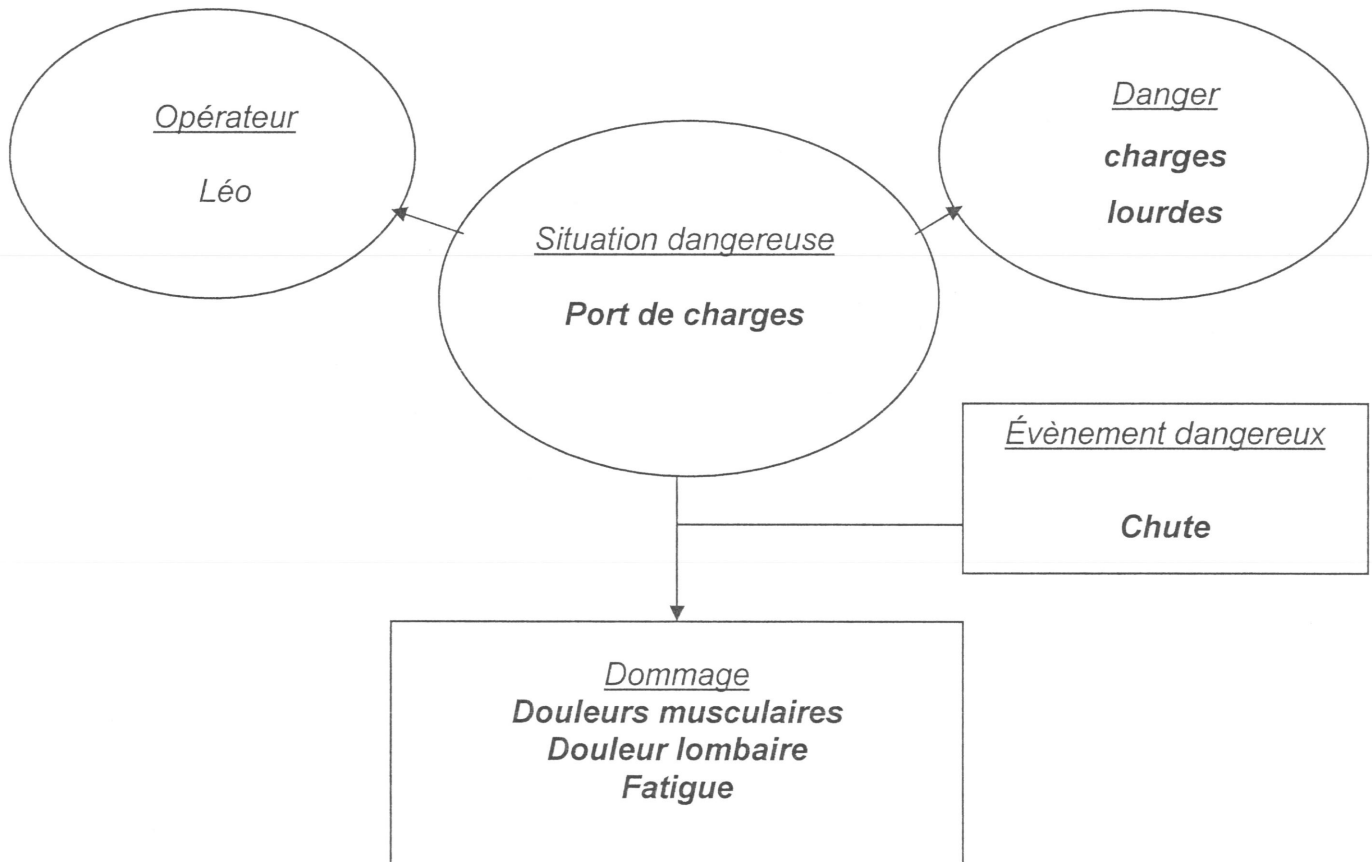 Opérateur
Léo
Danger
charges
lourdes
Situation dangereuse
Port de charges
Évènement dangereux
Chute
Dommage
Douleurs musculaires
Douleur lombaire
Fatigue